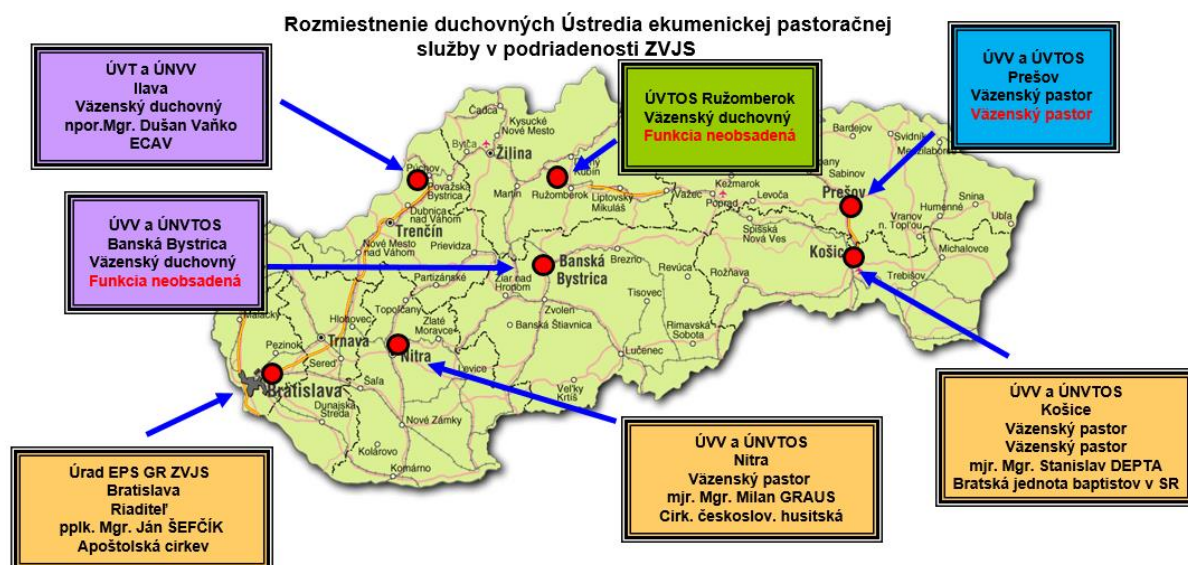 Rozmiestnenie duchovných Ústredia ekumenickej pastoračnej
služby v podriadenosti ZVJS
ÚVT a ÚNVV
Ilava
Väzenský duchovný
npor.Mgr. Dušan Vaňko
ECAV
ÚVTOS Ružomberok
Väzenský duchovný
Funkcia neobsadená
ÚVV a ÚVTOS
Prešov
Väzenský pastor
Väzenský pastor
ÚVV a ÚNVTOS
Banská Bystrica
Väzenský duchovný
Funkcia neobsadená
Úrad EPS GR ZVJS
Bratislava
Riaditeľ
pplk. Mgr. Ján ŠEFČÍK
Apoštolská cirkev
ÚVV a ÚNVTOS
Nitra
Väzenský pastor
mjr. Mgr. Milan GRAUS
Cirk. českoslov. husitská
ÚVV a ÚNVTOS
Košice
Väzenský pastor
Väzenský pastor
mjr. Mgr. Stanislav DEPTA
Bratská jednota baptistov v SR
Čadca
Kysucké
Nové Mesto
Bytča
Žilina
Púchov
Považská
Bystrica
Martin
Kubín
Ružomberok
Liptovský
Mikuláš
Važec
Poprad
Kežmarok
Levoča
Sabinov
Bardejov
Svidník
Prešov
Humenné
Snina
Ubľa
Vranov
n. Topľou
Michalovce
Spišská
Nová Ves
Košic
Trebišov
Dubnica
nad Váhom
Trenčín
Nové Mesto
nad Váhom
Prievidza
Partizánské
Žiar nad
Hronom
Banská
Bystrica
Brezno
Revúca
Rožňava
Tisovec
Topoľčany
Zlaté
Moravce
Zvolen
Banská Štiavnica
Rimavská
Sobota
Lučenec
Malacky
Hlohovec
Pezinok
Trnava
Sereď
Nitra
Levice
Bratislava
Šaľa
Veľký
Krtíš
Dunajská
Streda
Nové Zámky
Kolárovo
Komárno